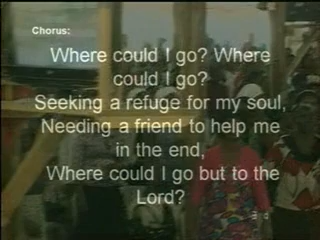 Chorus:
Where could I go? Where
could I go?
Seeking a refuge for my soul,
Needing a friend to help me
in the end,
Where could I go but to the
Lord?